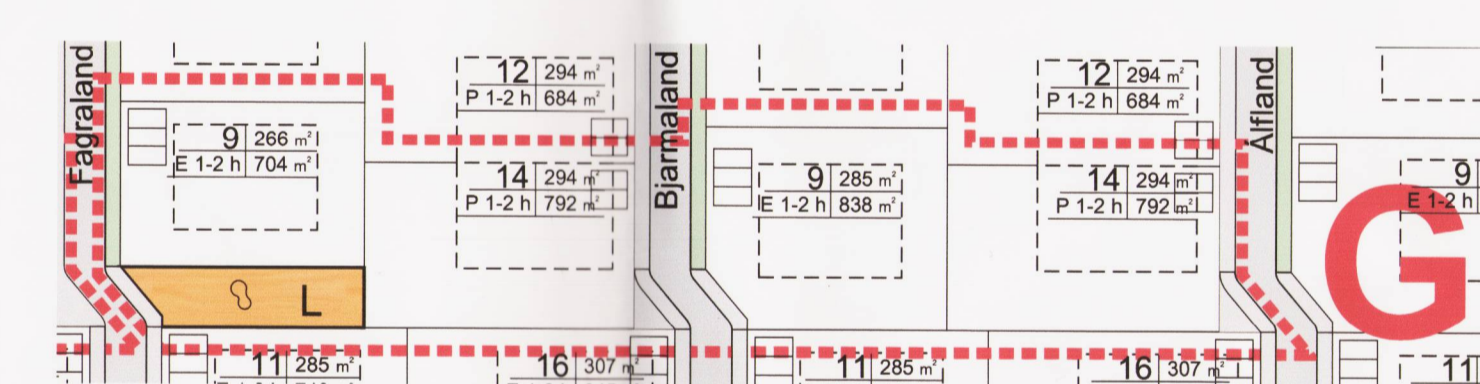 Fagraland
12 294 m²
P 1-2 h 684 m²
Bjarmaland
12 294 m²
P 1-2 h 684 m²
Álfland
9 266 m²
E 1-2 h 704 m²
14 294 m²
P 1-2 h 792 m²
9 285 m²
E 1-2 h 838 m²
14 294 m²
P 1-2 h 792 m²
9
E 1-2 h
G
L
11 285 m²
16 307 m²
11 285 m²
16 307 m²
11